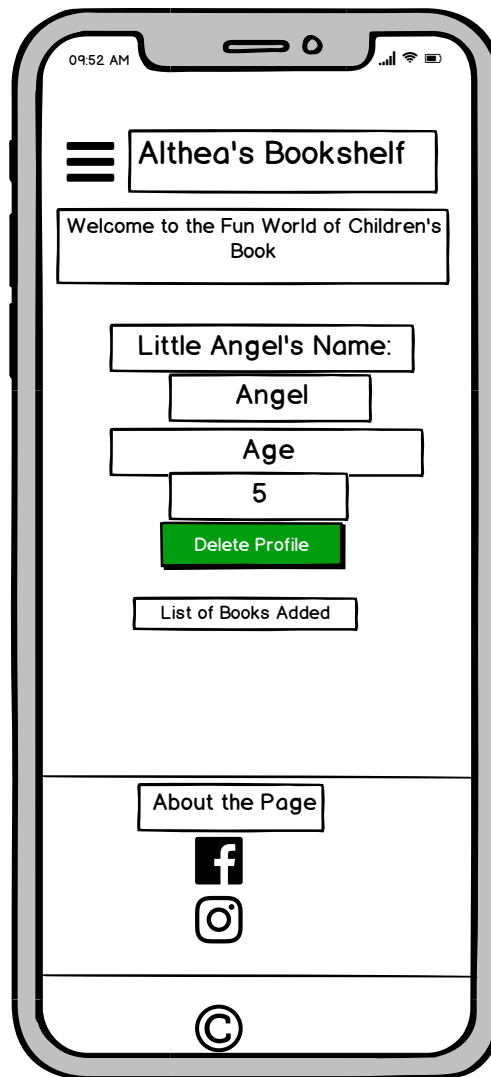 09:52 AM
Althea's Bookshelf
Welcome to the Fun World of Children's
Book
Little Angel's Name:
Angel
Age
5
Delete Profile
List of Books Added
About the Page
©